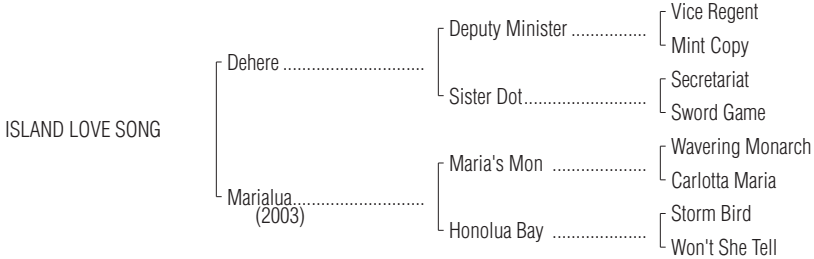 Vice Regent
Deputy Minister ................
Mint Copy
Dehere ..............................
Secretariat
Sister Dot..........................
Sword Game
ISLAND LOVE SONG
Wavering Monarch
Maria's Mon ....................
Carlotta Maria
Marialua............................
(2003)
Storm Bird
Honolua Bay ....................
Won't She Tell